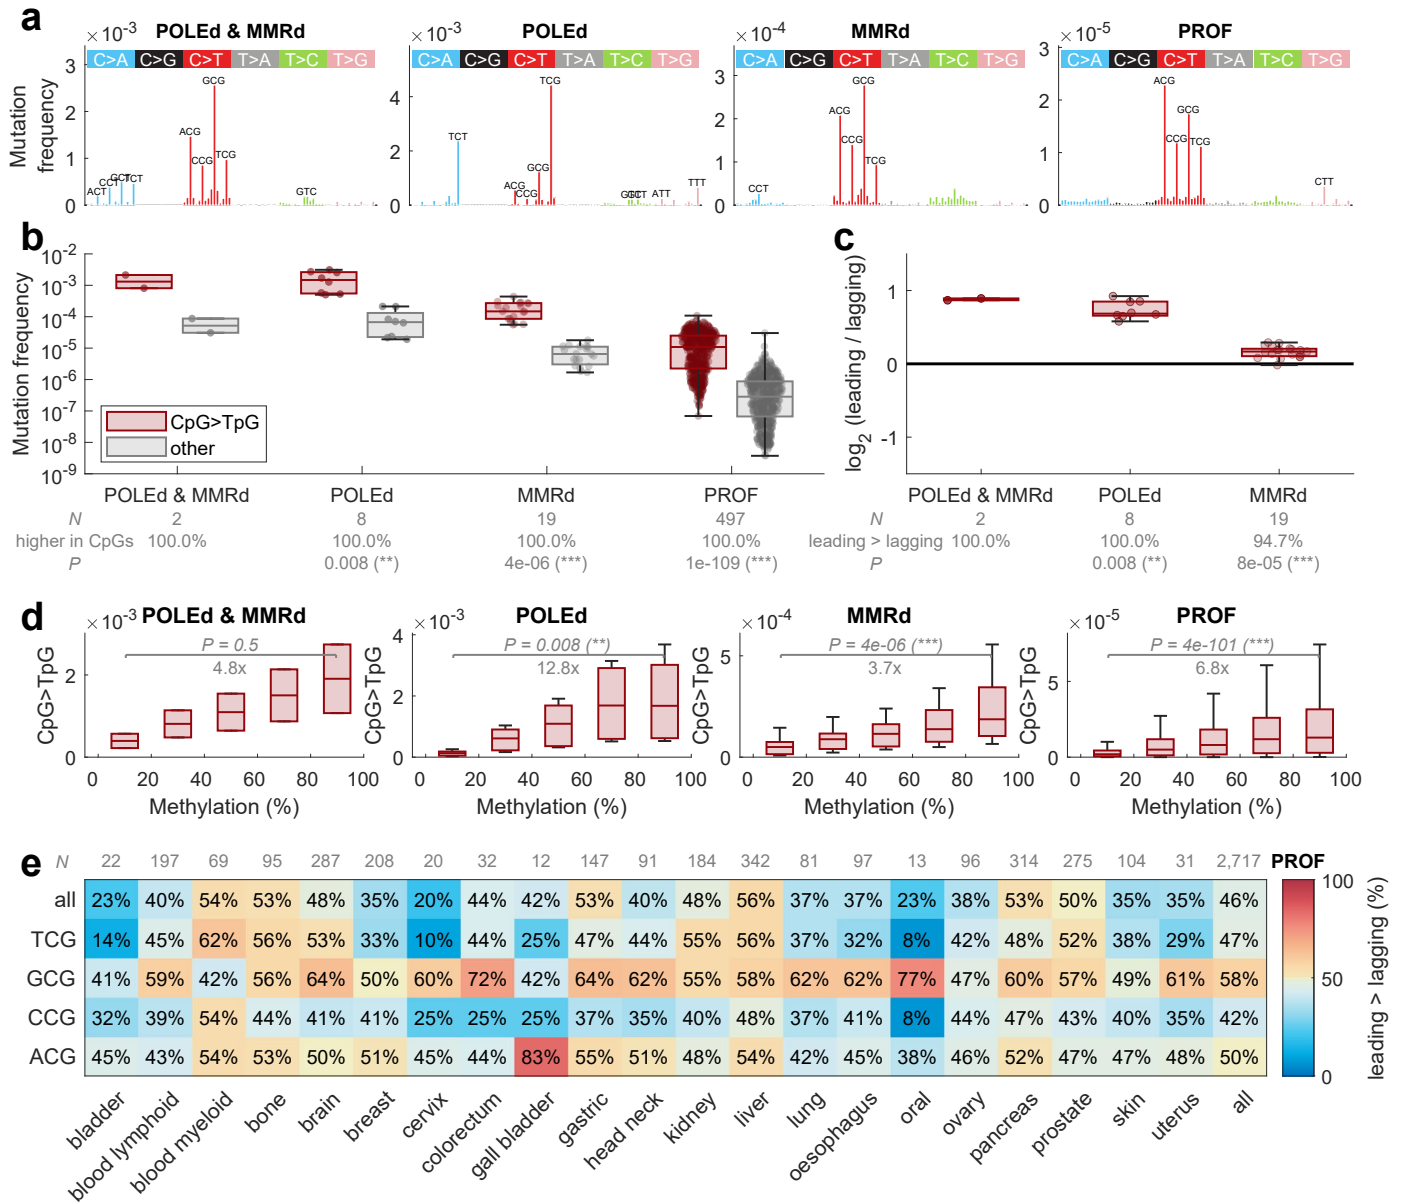 a
POLEd & MMRd
POLEd
MMRd
PROF
×10⁻³
×10⁻³
×10⁻⁴
×10⁻⁵
C>A C>G C>T T>A T>C T>G
C>A C>G C>T T>A T>C T>G
C>A C>G C>T T>A T>C T>G
C>A C>G C>T T>A T>C T>G
Mutation
frequency
3
2
1
0
ACT
CCT
GCT
TCT
ACG
CCG
GCG
TCG
GTC
4
2
0
TCT
ACG
CCG
GCG
TCG
ATT
TTT
3
2
1
0
CCT
ACG
CCG
GCG
TCG
3
2
1
0
ACG
CCG
GCG
TCG
CTT
b
Mutation frequency
10⁻²
10⁻³
10⁻⁴
10⁻⁵
10⁻⁶
10⁻⁷
10⁻⁸
10⁻⁹
CpG>TpG
other
POLEd & MMRd POLEd MMRd PROF
N 2 8 19 497
higher in CpGs 100.0% 100.0% 100.0% 100.0%
P 0.008 (**) 4e-06 (***) 1e-109 (***)
c
log₂ (leading / lagging)
1
0
-1
POLEd & MMRd POLEd MMRd
N 2 8 19
leading > lagging 100.0% 100.0% 94.7%
P 0.008 (**) 8e-05 (***)
d
×10⁻³ POLEd & MMRd
P = 0.5
4.8x
CpG>TpG
2
0
0 20 40 60 80 100
Methylation (%)
×10⁻³ POLEd
P = 0.008 (**)
12.8x
CpG>TpG
4
2
0
0 20 40 60 80 100
Methylation (%)
×10⁻⁴ MMRd
P = 4e-06 (***)
3.7x
CpG>TpG
5
0
0 20 40 60 80 100
Methylation (%)
×10⁻⁵ PROF
P = 4e-101 (***)
6.8x
CpG>TpG
5
0
0 20 40 60 80 100
Methylation (%)
e
N 22 197 69 95 287 208 20 32 12 147 91 184 342 81 97 13 96 314 275 104 31 2,717 PROF
all 23% 40% 54% 53% 48% 35% 20% 44% 42% 53% 40% 48% 56% 37% 37% 23% 38% 53% 50% 35% 35% 46%
TCG 14% 45% 62% 56% 53% 33% 10% 44% 25% 47% 44% 55% 56% 37% 32% 8% 42% 48% 52% 38% 29% 47%
GCG 41% 59% 42% 56% 64% 50% 60% 72% 42% 64% 62% 55% 58% 62% 62% 77% 47% 60% 57% 49% 61% 58%
CCG 32% 39% 54% 44% 41% 41% 25% 25% 25% 37% 35% 40% 48% 37% 41% 8% 44% 47% 43% 40% 35% 42%
ACG 45% 43% 54% 53% 50% 51% 45% 44% 83% 55% 51% 48% 54% 42% 45% 38% 46% 52% 47% 47% 48% 50%
bladder
blood lymphoid
blood myeloid
bone
brain
breast
cervix
colorectum
gall bladder
gastric
head neck
kidney
liver
lung
oesophagus
oral
ovary
pancreas
prostate
skin
uterus
all
100
50
0
leading > lagging (%)